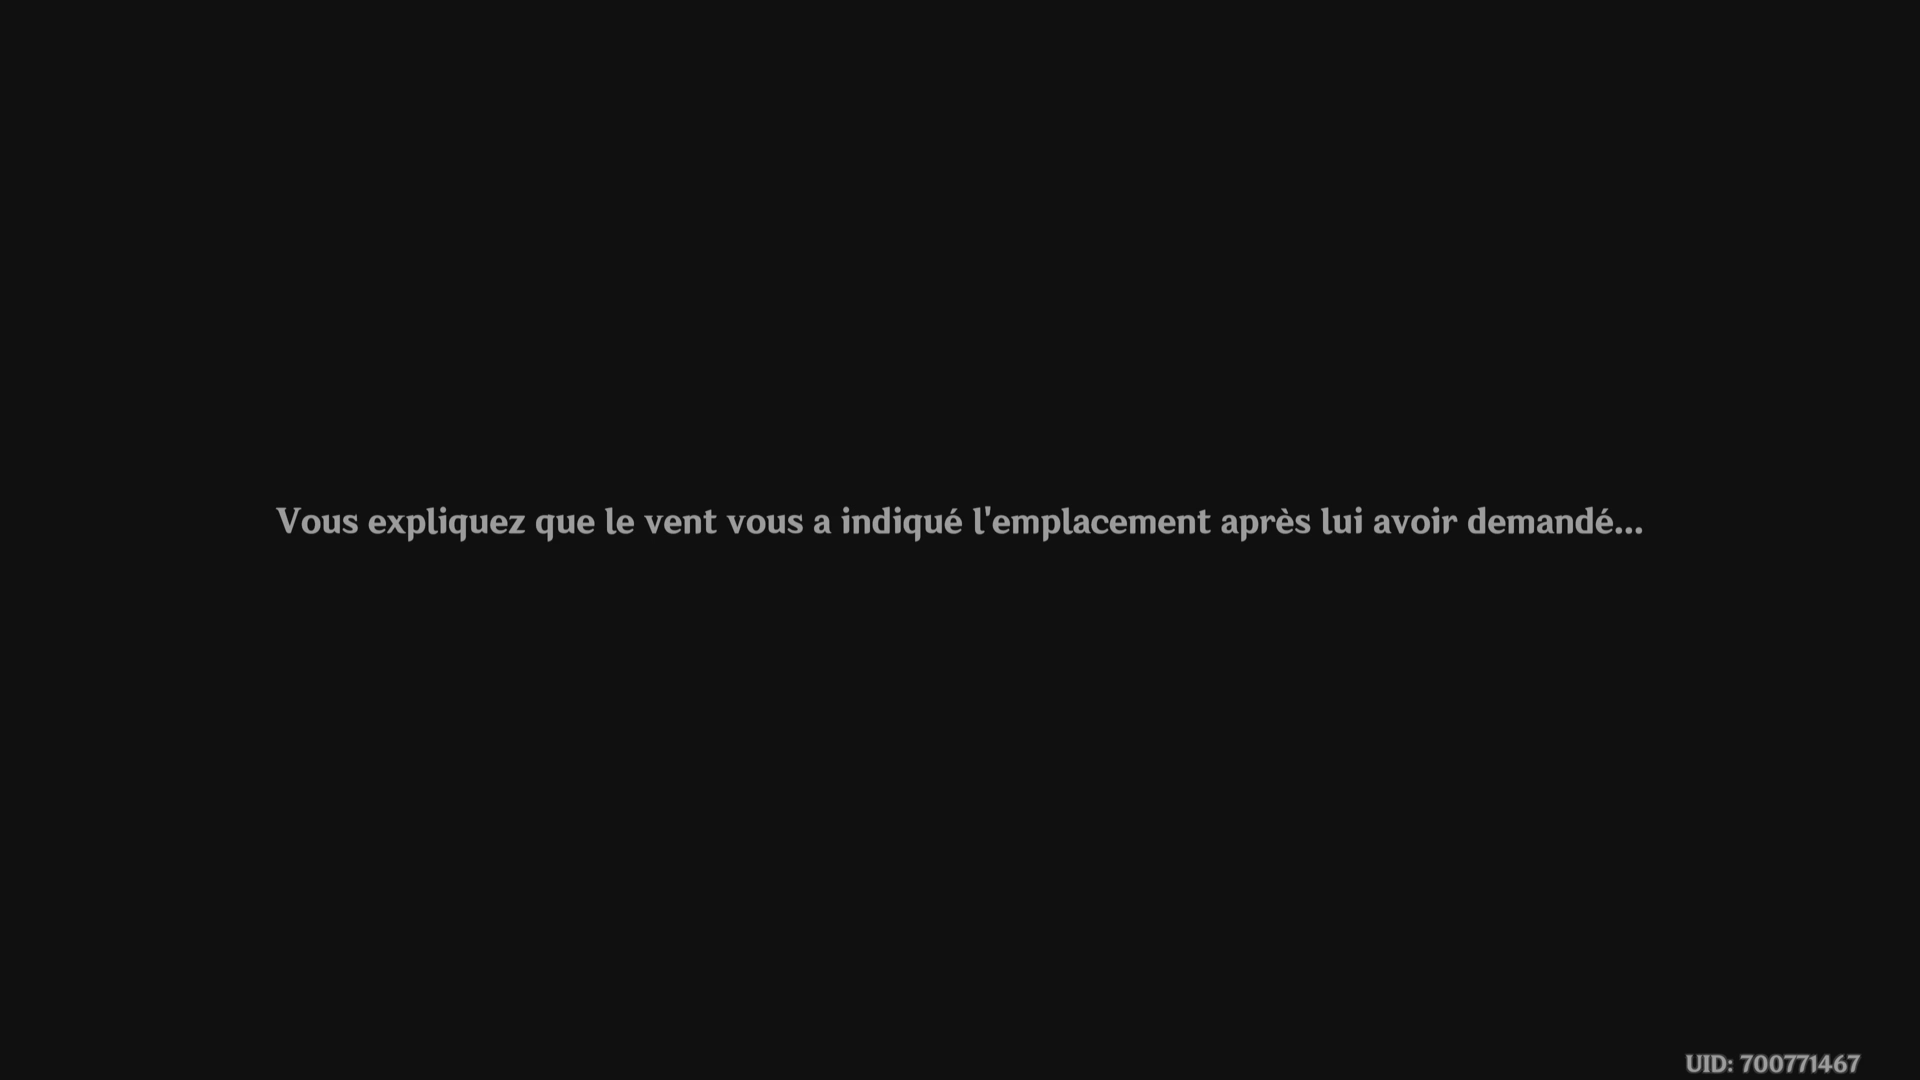 Vous expliquez que le vent vous a indiqué l'emplacement après lui avoir demandé...
UID: 700771467